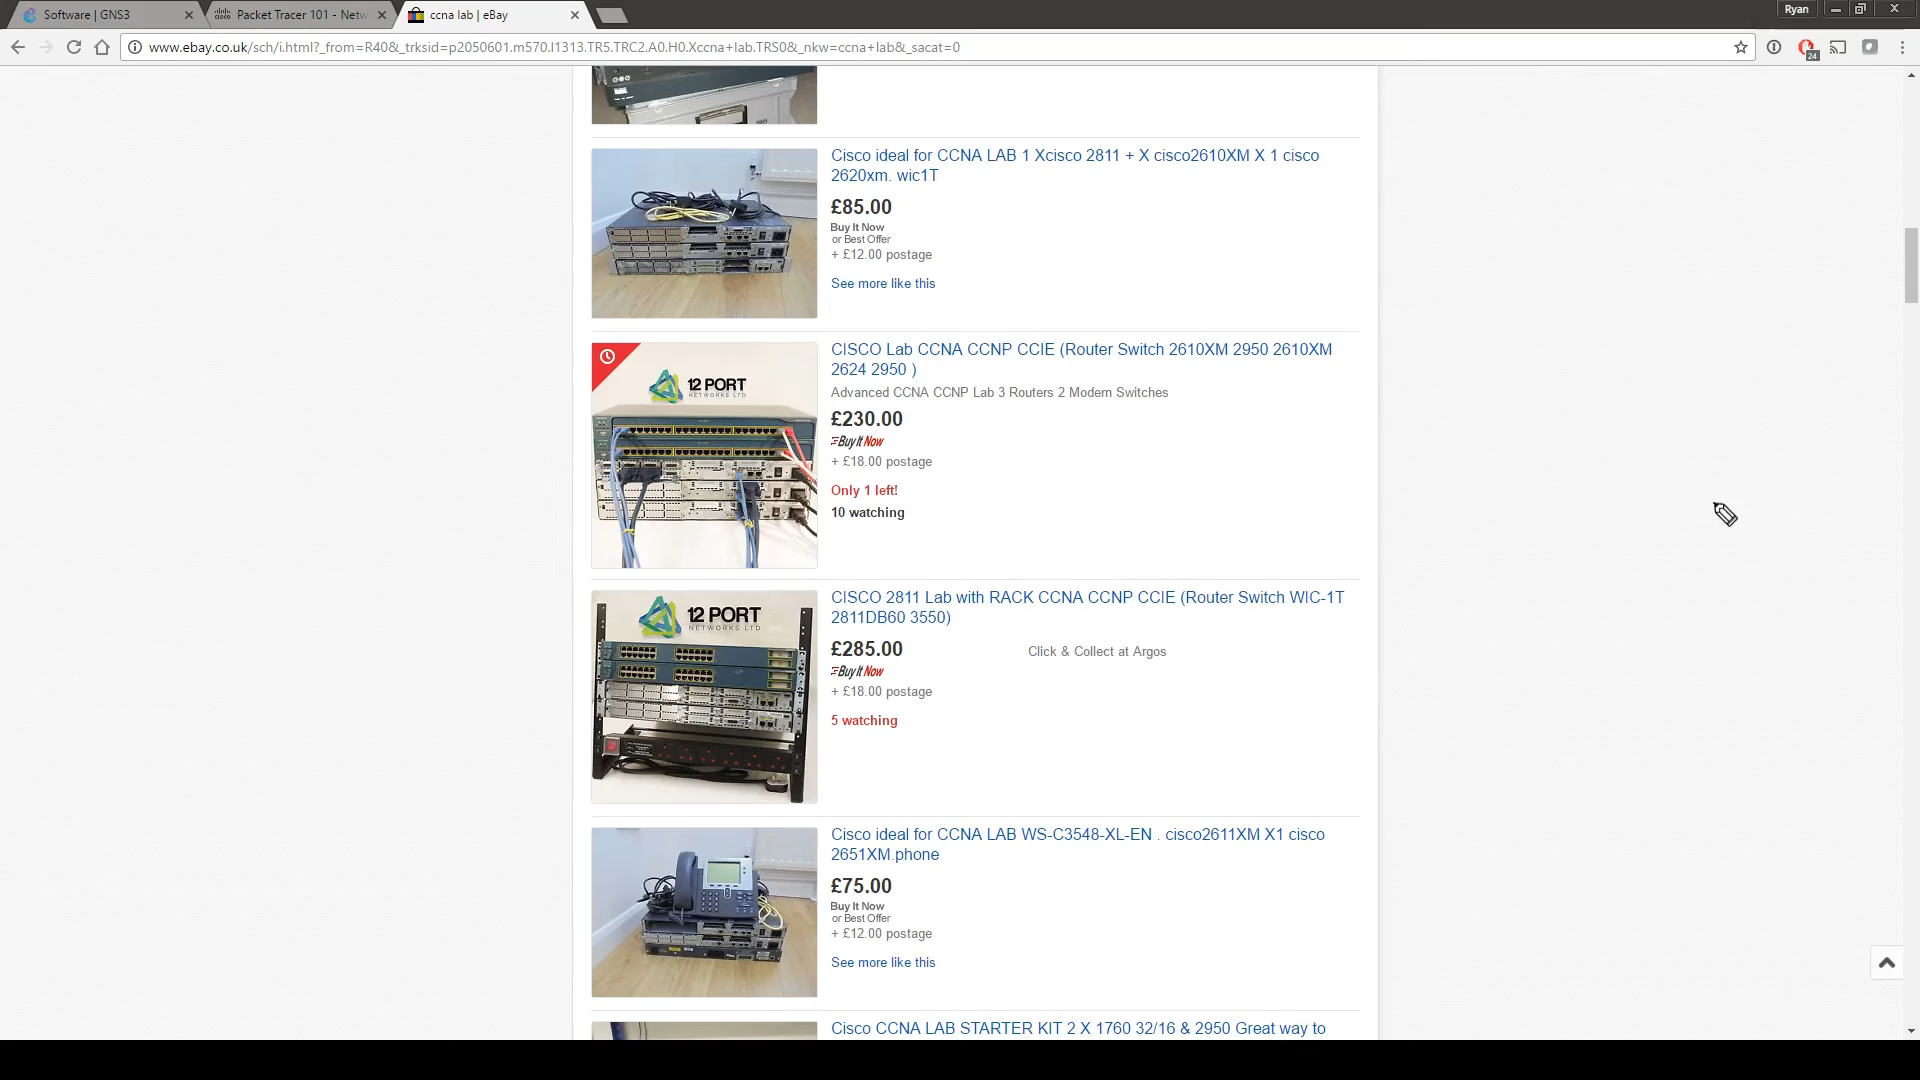 Software | GNS3
Packet Tracer 101 - Netw
ccna lab | eBay
Ryan
www.ebay.co.uk/sch/i.html?_from=R40&_trksid=p2050601.m570.l1313.TR5.TRC2.A0.H0.Xccna+lab.TRS0&_nkw=ccna+lab&_sacat=0
24
Cisco ideal for CCNA LAB 1 Xcisco 2811 + X cisco2610XM X 1 cisco
2620xm. wic1T
£85.00
Buy It Now
or Best Offer
+ £12.00 postage
See more like this
12 PORT
NETWORKS LTD
CISCO Lab CCNA CCNP CCIE (Router Switch 2610XM 2950 2610XM
2624 2950 )
Advanced CCNA CCNP Lab 3 Routers 2 Modern Switches
£230.00
Buy It Now
+ £18.00 postage
Only 1 left!
10 watching
12 PORT
NETWORKS LTD
CISCO 2811 Lab with RACK CCNA CCNP CCIE (Router Switch WIC-1T
2811DB60 3550)
£285.00
Click & Collect at Argos
Buy It Now
+ £18.00 postage
5 watching
Cisco ideal for CCNA LAB WS-C3548-XL-EN . cisco2611XM X1 cisco
2651XM.phone
£75.00
Buy It Now
or Best Offer
+ £12.00 postage
See more like this
Cisco CCNA LAB STARTER KIT 2 X 1760 32/16 & 2950 Great way to